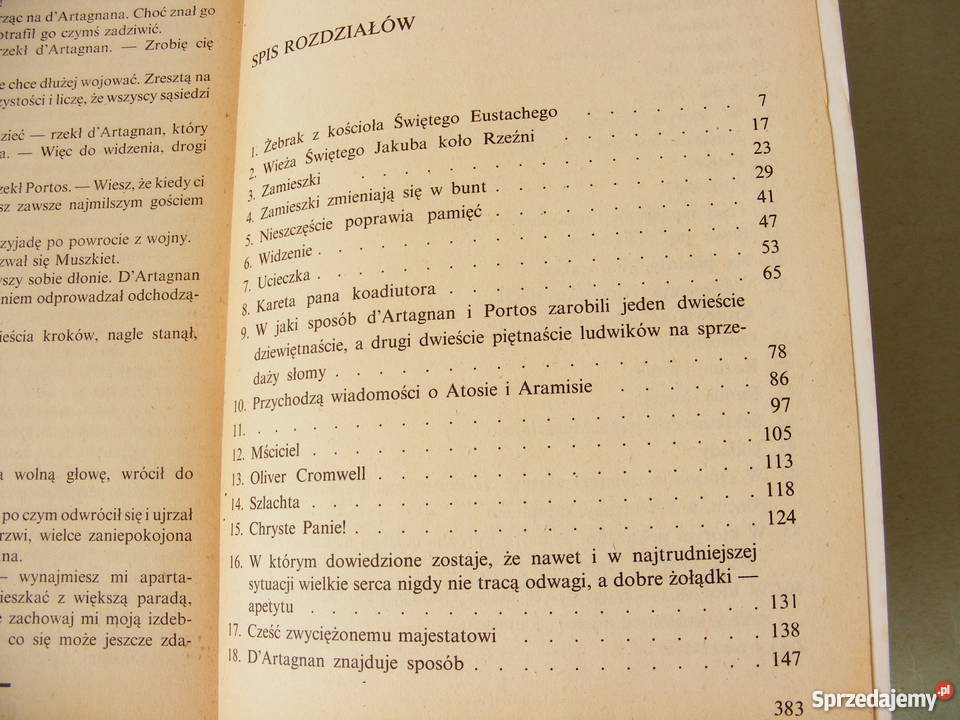 rząc na d'Artagnana. Choć znał go
otrafił go czymś zadziwić.
rzekł d'Artagnan. — Zrobię cię
e chce dłużej wojować. Zresztą na
zystości i liczę, że wszyscy sąsiedzi
zieć — rzekł d'Artagnan, który
a. — Więc do widzenia, drogi
zekł Portos. — Wiesz, że kiedy ci
sz zawsze najmilszym gościem
zyjadę po powrocie z wojny.
zwał się Muszkiet.
yszy sobie dłonie. D'Artagnan
niem odprowadzał odchodzą-
ieścia kroków, nagle stanął,
a wolną głowę, wrócił do
po czym odwrócił się i ujrzał
rzwi, wielce zaniepokojona
na.
— wynajmiesz mi aparta-
ieszkać z większą paradą,
e zachowaj mi moją izdeb-
co się może jeszcze zda-
SPIS ROZDZIAŁÓW
1. Żebrak z kościoła Świętego Eustachego . . . . . . 7
2. Wieża Świętego Jakuba koło Rzeźni . . . . . . . 17
3. Zamieszki . . . . . . . . . . . . . 23
4. Zamieszki zmieniają się w bunt . . . . . . . . 29
5. Nieszczęście poprawia pamięć . . . . . . . . 41
6. Widzenie . . . . . . . . . . . . . 47
7. Ucieczka . . . . . . . . . . . . . 53
8. Kareta pana koadiutora . . . . . . . . . . 65
9. W jaki sposób d'Artagnan i Portos zarobili jeden dwieście
dziewiętnaście, a drugi dwieście piętnaście ludwików na sprze-
daży słomy . . . . . . . . . . . . . 78
10. Przychodzą wiadomości o Atosie i Aramisie . . . . . 86
11. . . . . . . . . . . . . . . . . 97
12. Mściciel . . . . . . . . . . . . . . 105
13. Oliver Cromwell . . . . . . . . . . . . 113
14. Szlachta . . . . . . . . . . . . . . 118
15. Chryste Panie! . . . . . . . . . . . . 124
16. W którym dowiedzione zostaje, że nawet i w najtrudniejszej
sytuacji wielkie serca nigdy nie tracą odwagi, a dobre żołądki —
apetytu . . . . . . . . . . . . . . 131
17. Cześć zwyciężonemu majestatowi . . . . . . . . 138
18. D'Artagnan znajduje sposób . . . . . . . . . 147
383
Sprzedajemy.pl